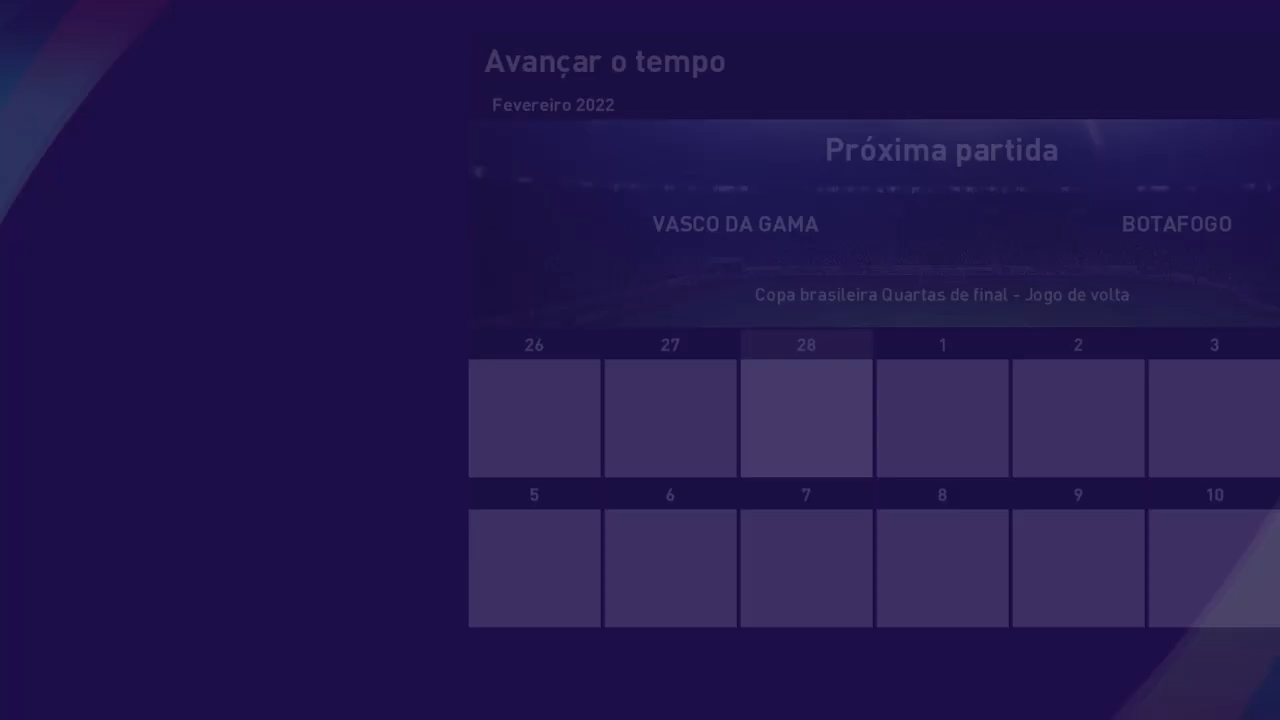 Avançar o tempo
Fevereiro 2022
Próxima partida
VASCO DA GAMA BOTAFOGO
Copa brasileira Quartas de final - Jogo de volta
26 27 28 1 2 3
5 6 7 8 9 10